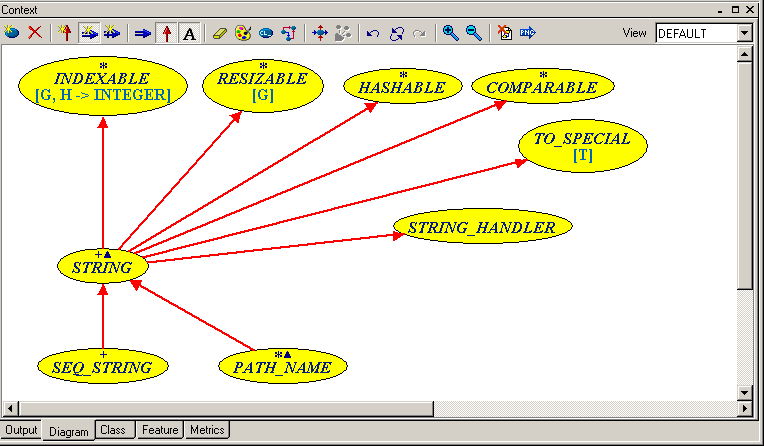 Context
A
View DEFAULT
*
INDEXABLE
[G, H -> INTEGER]
*
RESIZABLE
[G]
*
HASHABLE
*
COMPARABLE
TO_SPECIAL
[T]
STRING_HANDLER
+▲
STRING
+
SEQ_STRING
*▲
PATH_NAME
Output Diagram Class Feature Metrics